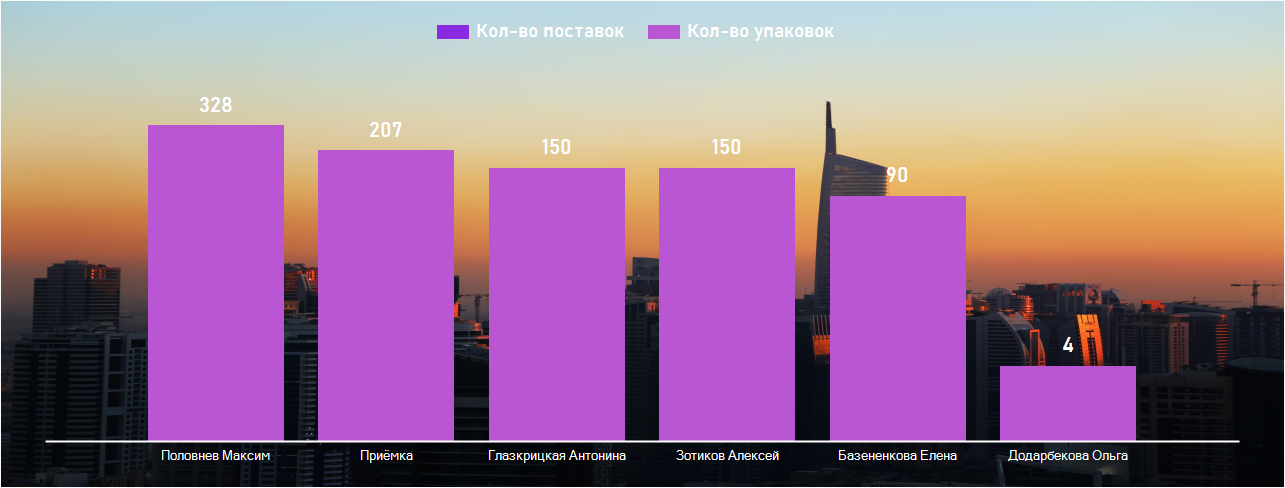 Кол-во поставок Кол-во упаковок
328
207
150
150
90
4
Половнев Максим
Приёмка
Глазкрицкая Антонина
Зотиков Алексей
Базененкова Елена
Додарбекова Ольга